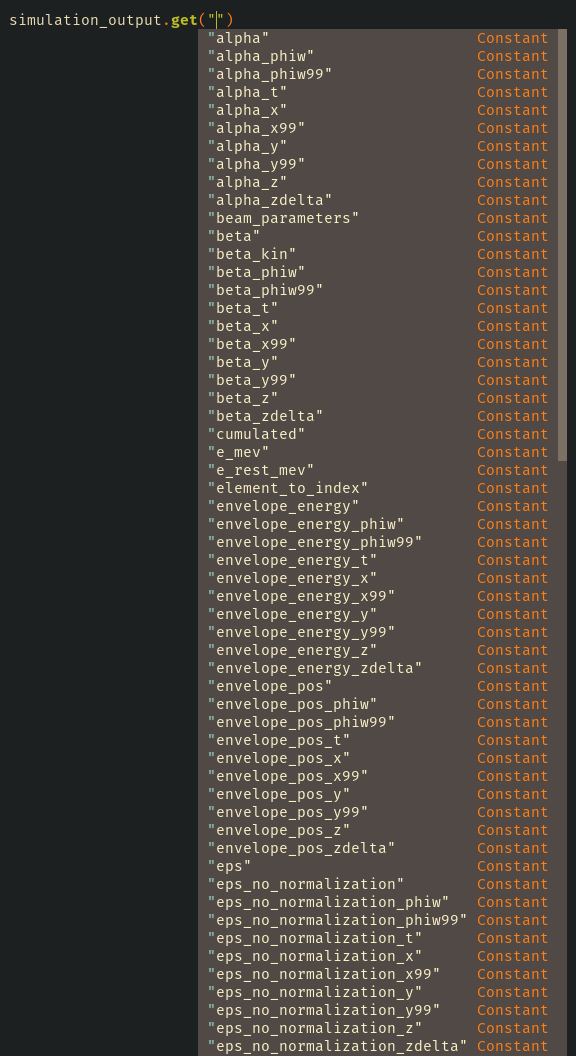 simulation_output.get("")
"alpha" Constant
"alpha_phiw" Constant
"alpha_phiw99" Constant
"alpha_t" Constant
"alpha_x" Constant
"alpha_x99" Constant
"alpha_y" Constant
"alpha_y99" Constant
"alpha_z" Constant
"alpha_zdelta" Constant
"beam_parameters" Constant
"beta" Constant
"beta_kin" Constant
"beta_phiw" Constant
"beta_phiw99" Constant
"beta_t" Constant
"beta_x" Constant
"beta_x99" Constant
"beta_y" Constant
"beta_y99" Constant
"beta_z" Constant
"beta_zdelta" Constant
"cumulated" Constant
"e_mev" Constant
"e_rest_mev" Constant
"element_to_index" Constant
"envelope_energy" Constant
"envelope_energy_phiw" Constant
"envelope_energy_phiw99" Constant
"envelope_energy_t" Constant
"envelope_energy_x" Constant
"envelope_energy_x99" Constant
"envelope_energy_y" Constant
"envelope_energy_y99" Constant
"envelope_energy_z" Constant
"envelope_energy_zdelta" Constant
"envelope_pos" Constant
"envelope_pos_phiw" Constant
"envelope_pos_phiw99" Constant
"envelope_pos_t" Constant
"envelope_pos_x" Constant
"envelope_pos_x99" Constant
"envelope_pos_y" Constant
"envelope_pos_y99" Constant
"envelope_pos_z" Constant
"envelope_pos_zdelta" Constant
"eps" Constant
"eps_no_normalization" Constant
"eps_no_normalization_phiw" Constant
"eps_no_normalization_phiw99" Constant
"eps_no_normalization_t" Constant
"eps_no_normalization_x" Constant
"eps_no_normalization_x99" Constant
"eps_no_normalization_y" Constant
"eps_no_normalization_y99" Constant
"eps_no_normalization_z" Constant
"eps_no_normalization_zdelta" Constant